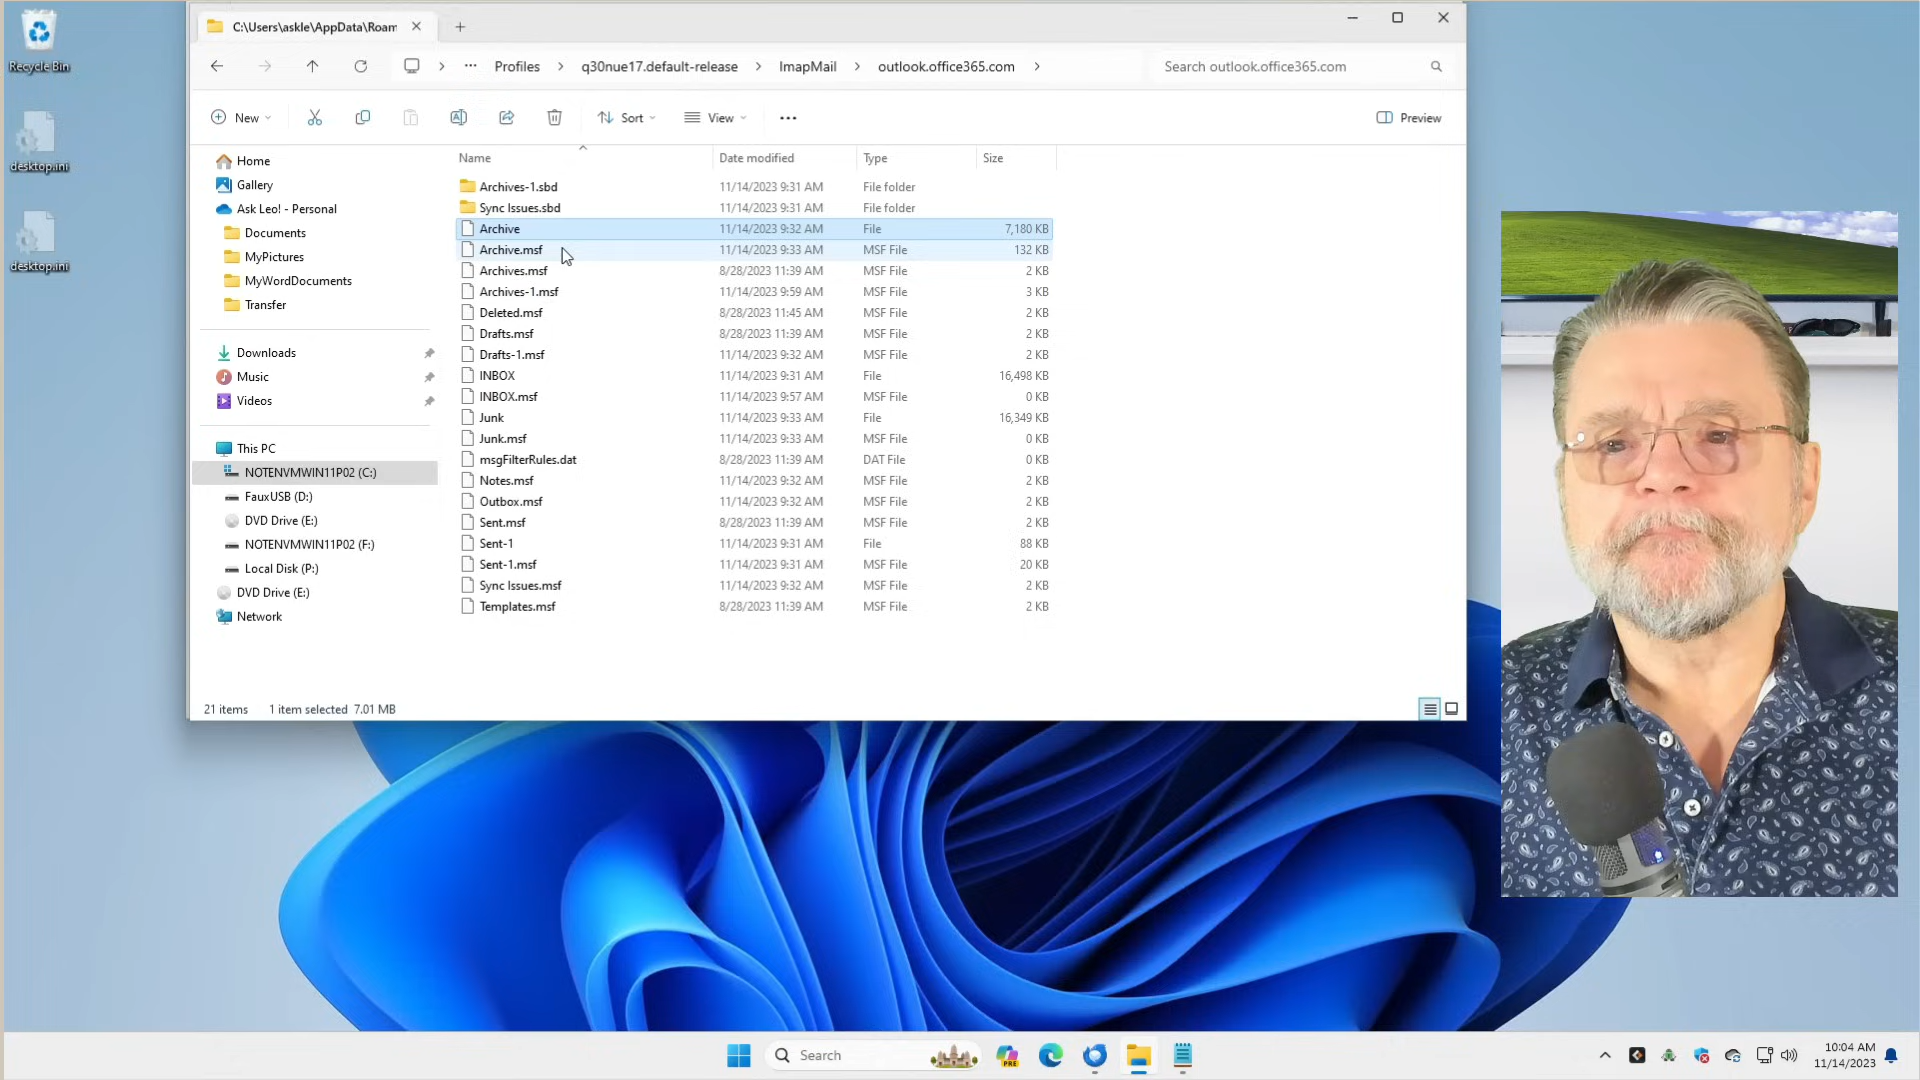 Recycle Bin
desktop.ini
desktop.ini
C:\Users\askle\AppData\Roam
Profiles
q30nue17.default-release
ImapMail
outlook.office365.com
Search outlook.office365.com
New
Sort
View
Preview
Home
Gallery
Ask Leo! - Personal
Documents
MyPictures
MyWordDocuments
Transfer
Downloads
Music
Videos
This PC
NOTENVMWIN11P02 (C:)
FauxUSB (D:)
DVD Drive (E:)
NOTENVMWIN11P02 (F:)
Local Disk (P:)
DVD Drive (E:)
Network
Name Date modified Type Size
Archives-1.sbd 11/14/2023 9:31 AM File folder
Sync Issues.sbd 11/14/2023 9:31 AM File folder
Archive 11/14/2023 9:32 AM File 7,180 KB
Archive.msf 11/14/2023 9:33 AM MSF File 132 KB
Archives.msf 8/28/2023 11:39 AM MSF File 2 KB
Archives-1.msf 11/14/2023 9:59 AM MSF File 3 KB
Deleted.msf 8/28/2023 11:45 AM MSF File 2 KB
Drafts.msf 8/28/2023 11:39 AM MSF File 2 KB
Drafts-1.msf 11/14/2023 9:32 AM MSF File 2 KB
INBOX 11/14/2023 9:31 AM File 16,498 KB
INBOX.msf 11/14/2023 9:57 AM MSF File 0 KB
Junk 11/14/2023 9:33 AM File 16,349 KB
Junk.msf 11/14/2023 9:33 AM MSF File 0 KB
msgFilterRules.dat 8/28/2023 11:39 AM DAT File 0 KB
Notes.msf 11/14/2023 9:32 AM MSF File 2 KB
Outbox.msf 11/14/2023 9:32 AM MSF File 2 KB
Sent.msf 8/28/2023 11:39 AM MSF File 2 KB
Sent-1 11/14/2023 9:31 AM File 88 KB
Sent-1.msf 11/14/2023 9:31 AM MSF File 20 KB
Sync Issues.msf 11/14/2023 9:32 AM MSF File 2 KB
Templates.msf 8/28/2023 11:39 AM MSF File 2 KB
21 items 1 item selected 7.01 MB
Search
PRE
10:04 AM
11/14/2023